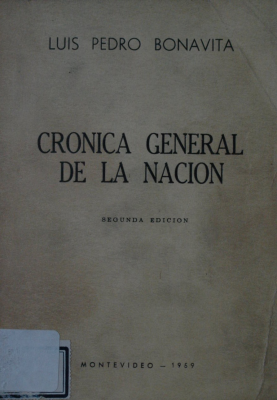 LUIS PEDRO BONAVITA
CRONICA GENERAL
DE LA NACION
SEGUNDA EDICION
MONTEVIDEO — 1959